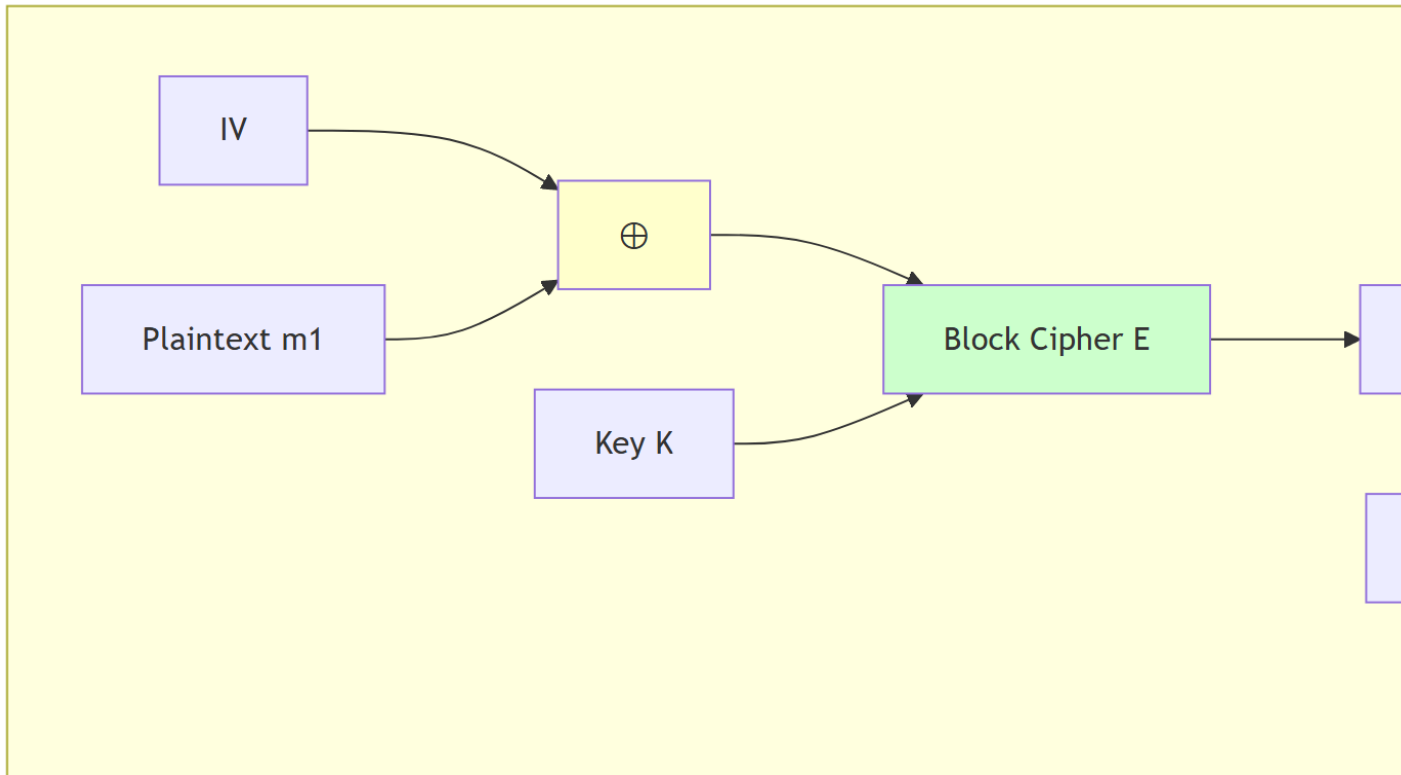 IV
⊕
Plaintext m1
Block Cipher E
Key K